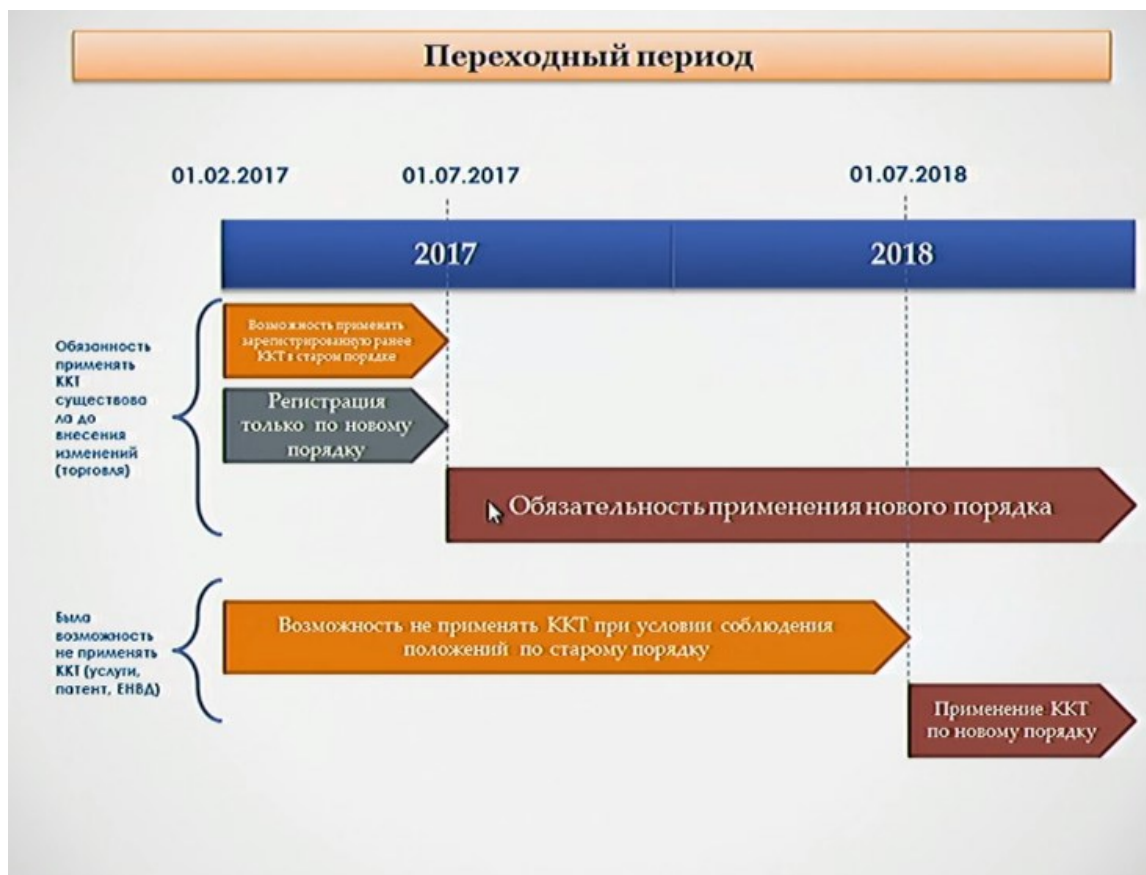 Переходный период
01.02.2017
01.07.2017
01.07.2018
2017
2018
Обязанность
применять
ККТ
существова
ла до
внесения
изменений
(торговля)
Возможность применять
зарегистрированную ранее
ККТ в старом порядке
Регистрация
только по новому
порядку
Обязательность применения нового порядка
Была
возможность
не применять
ККТ (услуги,
патент, ЕНВД)
Возможность не применять ККТ при условии соблюдения
положений по старому порядку
Применение ККТ
по новому порядку